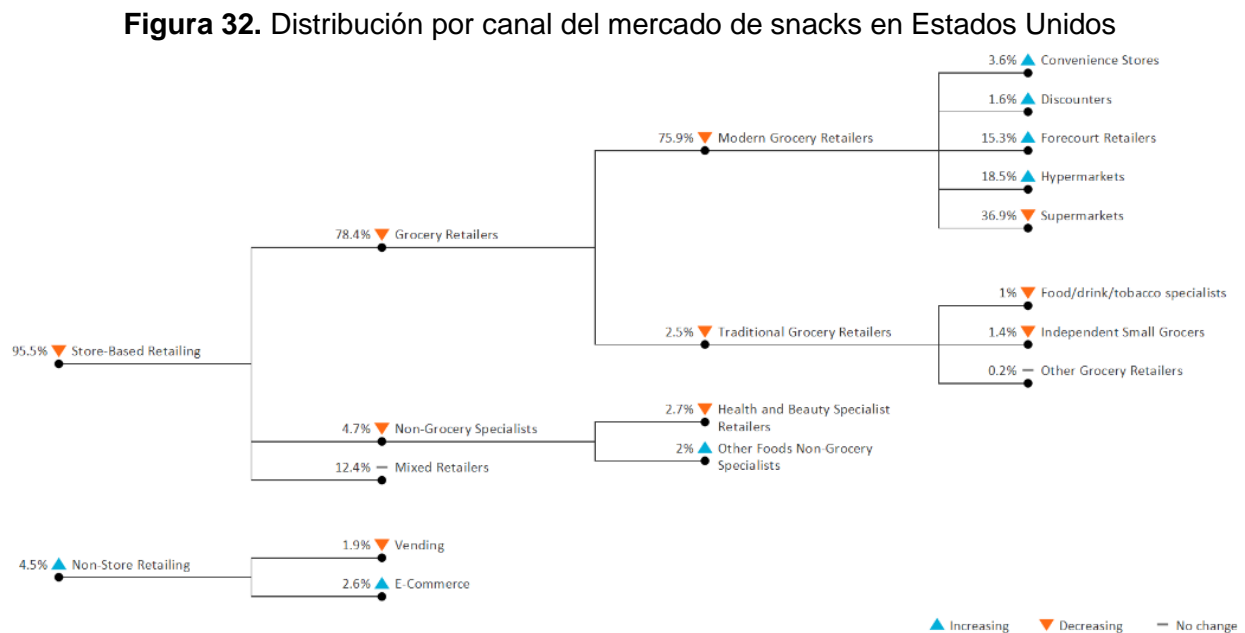 Figura 32. Distribución por canal del mercado de snacks en Estados Unidos
3.6% Convenience Stores
1.6% Discounters
75.9% Modern Grocery Retailers
15.3% Forecourt Retailers
18.5% Hypermarkets
36.9% Supermarkets
78.4% Grocery Retailers
1% Food/drink/tobacco specialists
2.5% Traditional Grocery Retailers
1.4% Independent Small Grocers
0.2% Other Grocery Retailers
95.5% Store-Based Retailing
2.7% Health and Beauty Specialist
Retailers
4.7% Non-Grocery Specialists
2% Other Foods Non-Grocery
Specialists
12.4% Mixed Retailers
1.9% Vending
4.5% Non-Store Retailing
2.6% E-Commerce
Increasing Decreasing No change